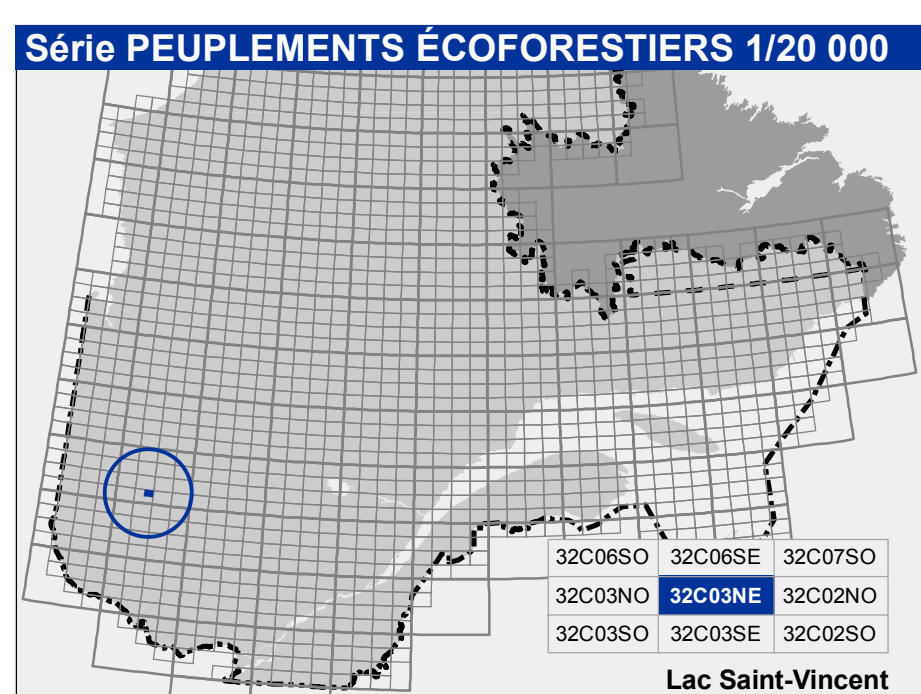 Série PEUPLEMENTS ÉCOFORESTIERS 1/20 000
32C06SO 32C06SE 32C07SO
32C03NO 32C03NE 32C02NO
32C03SO 32C03SE 32C02SO
Lac Saint-Vincent